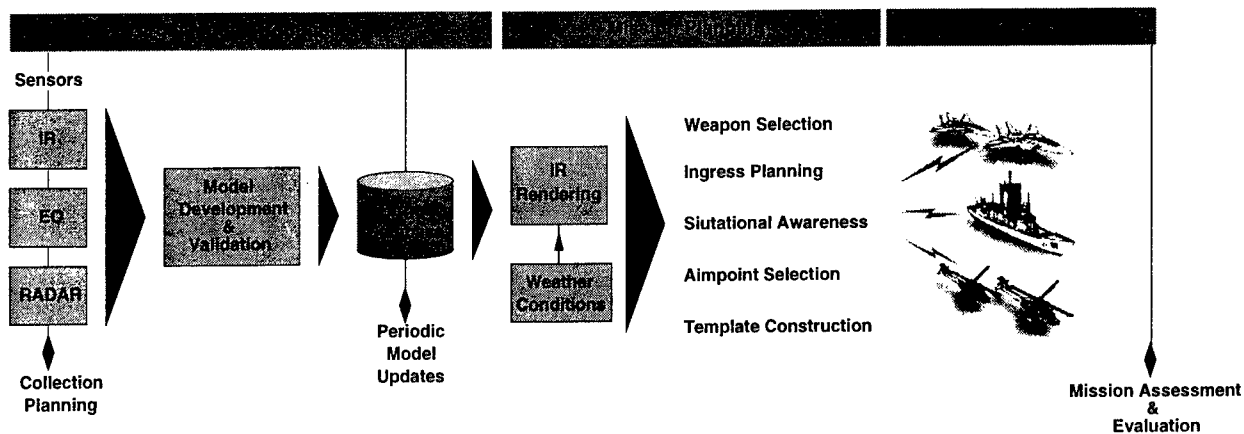 Sensors
IR
EO
RADAR
Collection
Planning
Model
Development
&
Validation
Periodic
Model
Updates
IR
Rendering
Weather
Conditions
Weapon Selection
Ingress Planning
Siutational Awareness
Aimpoint Selection
Template Construction
Mission Assessment
&
Evaluation